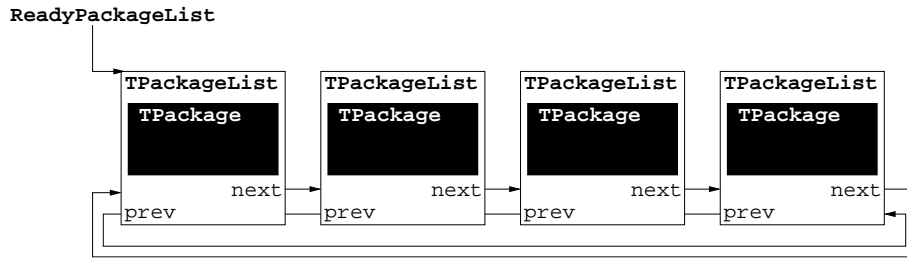 ReadyPackageList
TPackageList TPackageList TPackageList TPackageList
TPackage TPackage TPackage TPackage
next next next next
prev prev prev prev